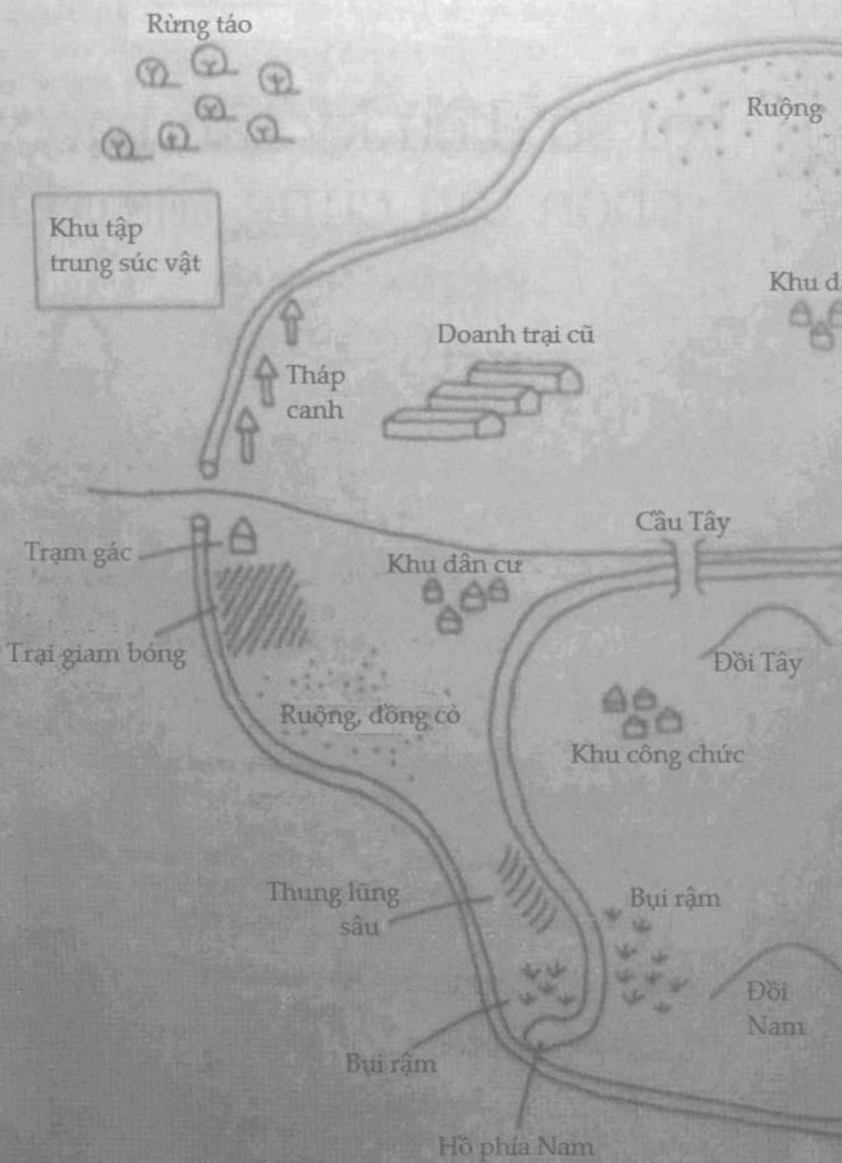 Rừng táo
Ruộng
Khu tập
trung súc vật
Khu d
Doanh trại cũ
Tháp
canh
Cầu Tây
Trạm gác
Khu dân cư
Trại giam bóng
Đồi Tây
Ruộng, đồng cỏ
Khu công chức
Thung lũng
sâu
Bụi rậm
Đồi
Nam
Bụi rậm
Hồ phía Nam